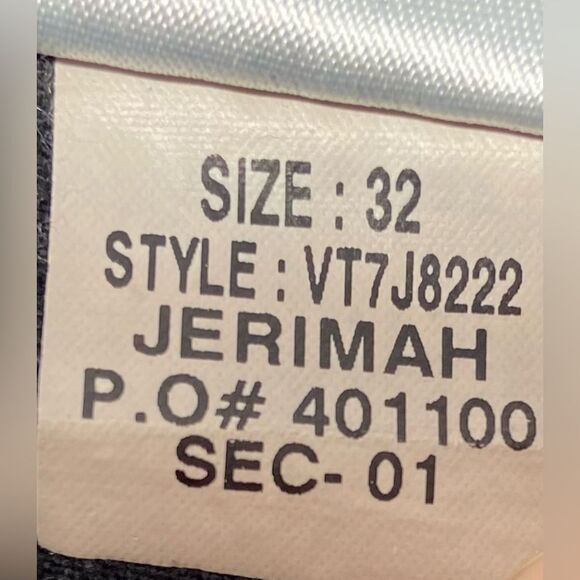 SIZE : 32
STYLE : VT7J8222
JERIMAH
P.O# 401100
SEC- 01